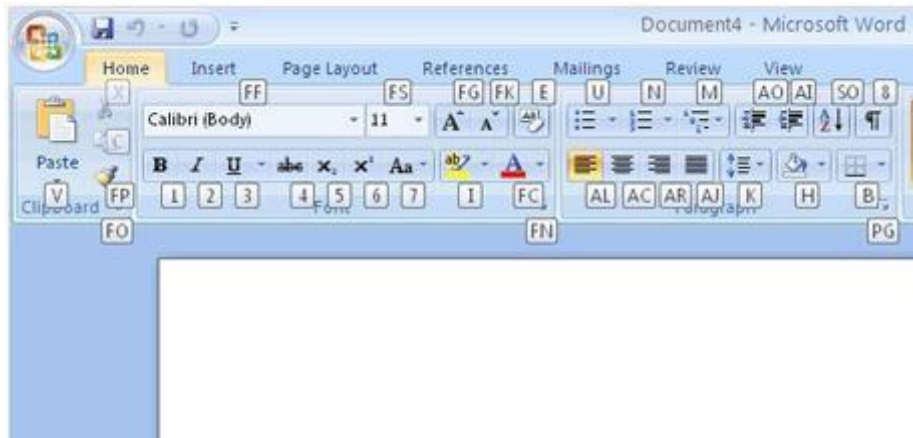 Document4 - Microsoft Word
Home Insert Page Layout References Mailings Review View
X FF FS FG FK E U N M AO AI SO 8
Calibri (Body) 11 A A Aa
C
Paste B I U abc x₂ x² Aa ab A
V FP 1 2 3 4 5 6 7 I FC AL AC AR AJ K H B
Clipboard Font Paragraph
FO FN PG